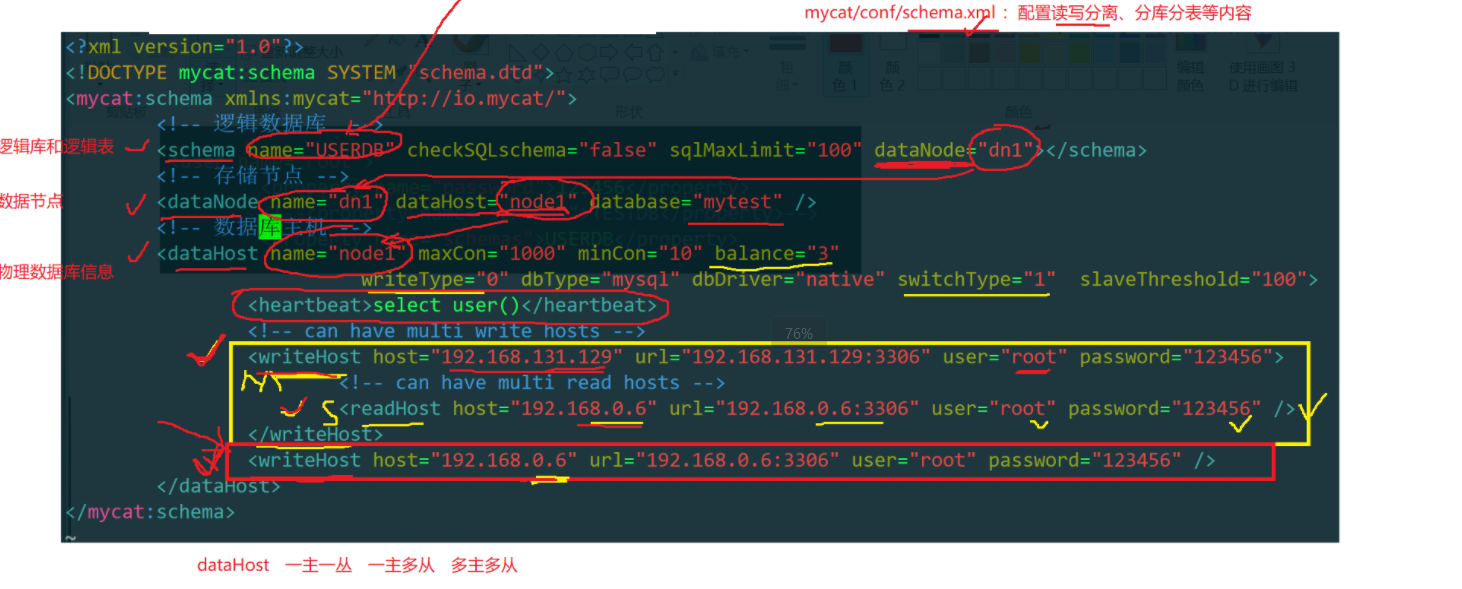 mycat/conf/schema.xml ：配置读写分离、分库分表等内容
<?xml version="1.0"?>
<!DOCTYPE mycat:schema SYSTEM "schema.dtd">
<mycat:schema xmlns:mycat="http://io.mycat/">
<!-- 逻辑数据库 -->
逻辑库和逻辑表
<schema name="USERDB" checkSQLschema="false" sqlMaxLimit="100" dataNode="dn1"></schema>
<!-- 存储节点 -->
数据节点
<dataNode name="dn1" dataHost="node1" database="mytest" />
<!-- 数据库主机 -->
<dataHost name="node1" maxCon="1000" minCon="10" balance="3"
物理数据库信息
writeType="0" dbType="mysql" dbDriver="native" switchType="1" slaveThreshold="100">
<heartbeat>select user()</heartbeat>
<!-- can have multi write hosts -->
76%
<writeHost host="192.168.131.129" url="192.168.131.129:3306" user="root" password="123456">
M
<!-- can have multi read hosts -->
S
<readHost host="192.168.0.6" url="192.168.0.6:3306" user="root" password="123456" />
</writeHost>
<writeHost host="192.168.0.6" url="192.168.0.6:3306" user="root" password="123456" />
</dataHost>
</mycat:schema>
~
dataHost 一主一丛 一主多从 多主多从